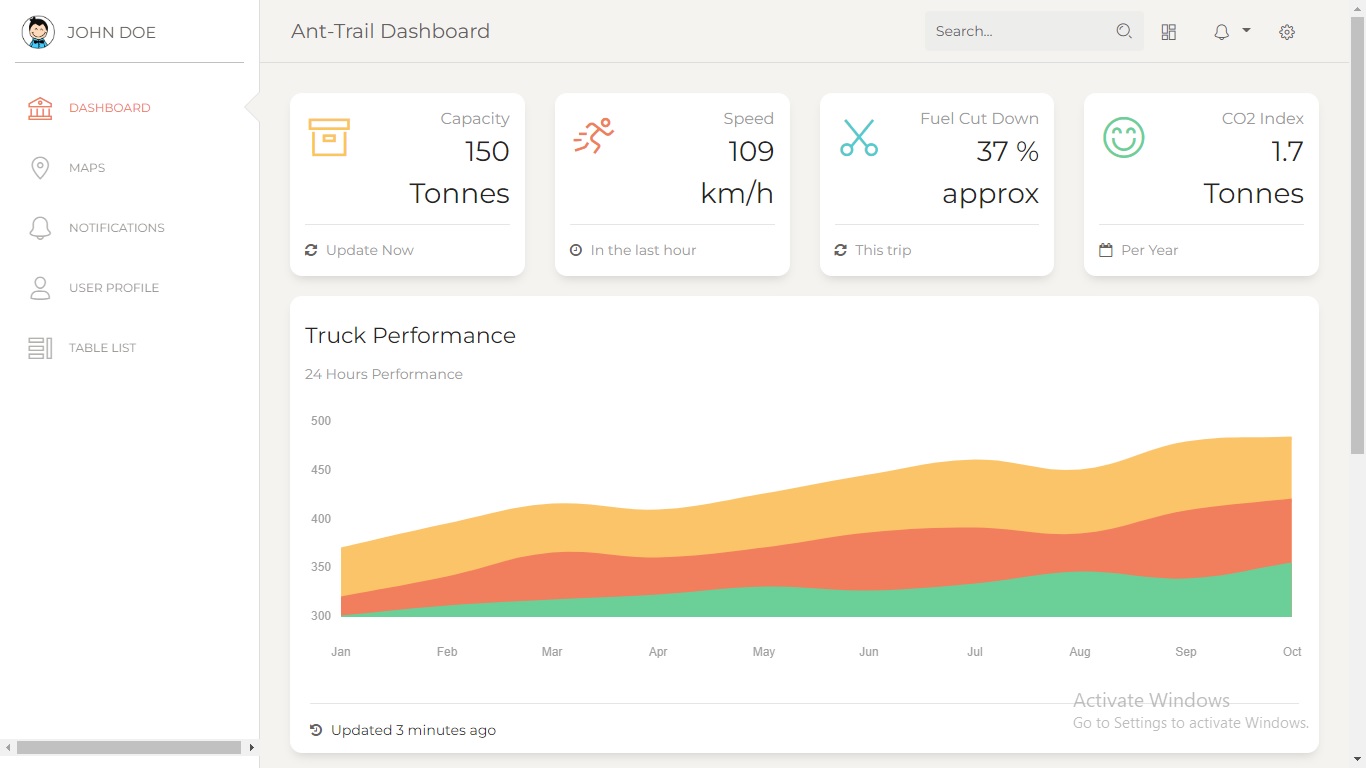 JOHN DOE
Ant-Trail Dashboard
Search...
DASHBOARD
MAPS
NOTIFICATIONS
USER PROFILE
TABLE LIST
Capacity
150
Tonnes
Update Now
Speed
109
km/h
In the last hour
Fuel Cut Down
37 %
approx
This trip
CO2 Index
1.7
Tonnes
Per Year
Truck Performance
24 Hours Performance
500
450
400
350
300
Jan Feb Mar Apr May Jun Jul Aug Sep Oct
Updated 3 minutes ago
Activate Windows
Go to Settings to activate Windows.